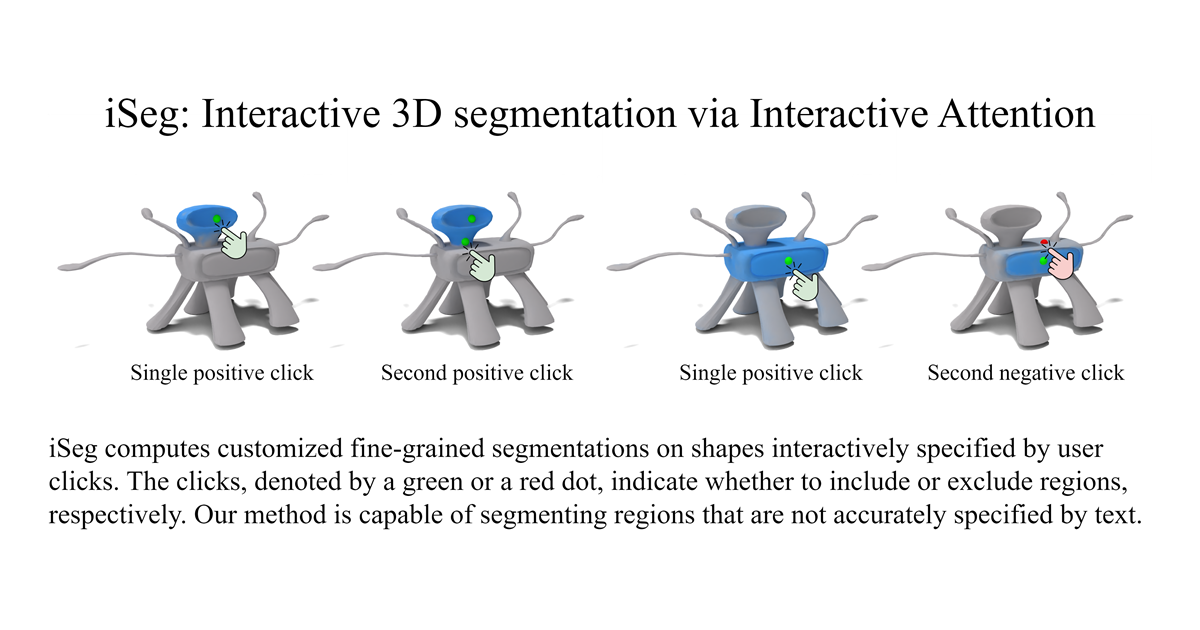 iSeg: Interactive 3D segmentation via Interactive Attention
Single positive click
Second positive click
Single positive click
Second negative click
iSeg computes customized fine-grained segmentations on shapes interactively specified by user
clicks. The clicks, denoted by a green or a red dot, indicate whether to include or exclude regions,
respectively. Our method is capable of segmenting regions that are not accurately specified by text.